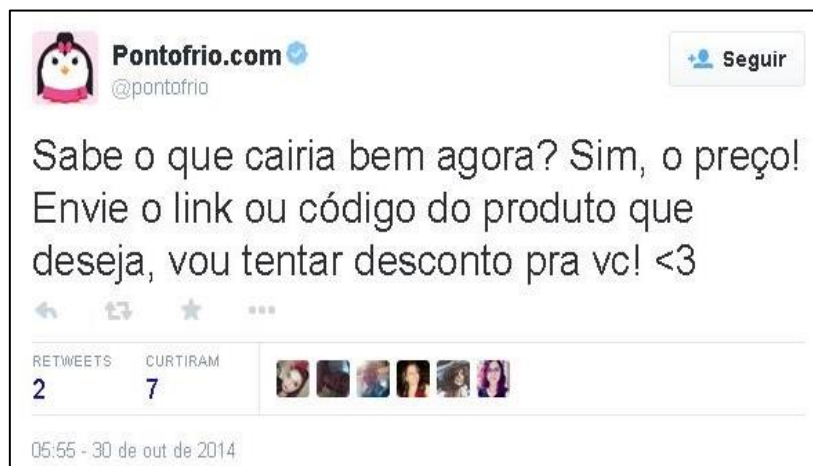 Pontofrio.com
@pontofrio
Seguir
Sabe o que cairia bem agora? Sim, o preço!
Envie o link ou código do produto que
deseja, vou tentar desconto pra vc! <3
RETWEETS CURTIRAM
2 7
05:55 - 30 de out de 2014